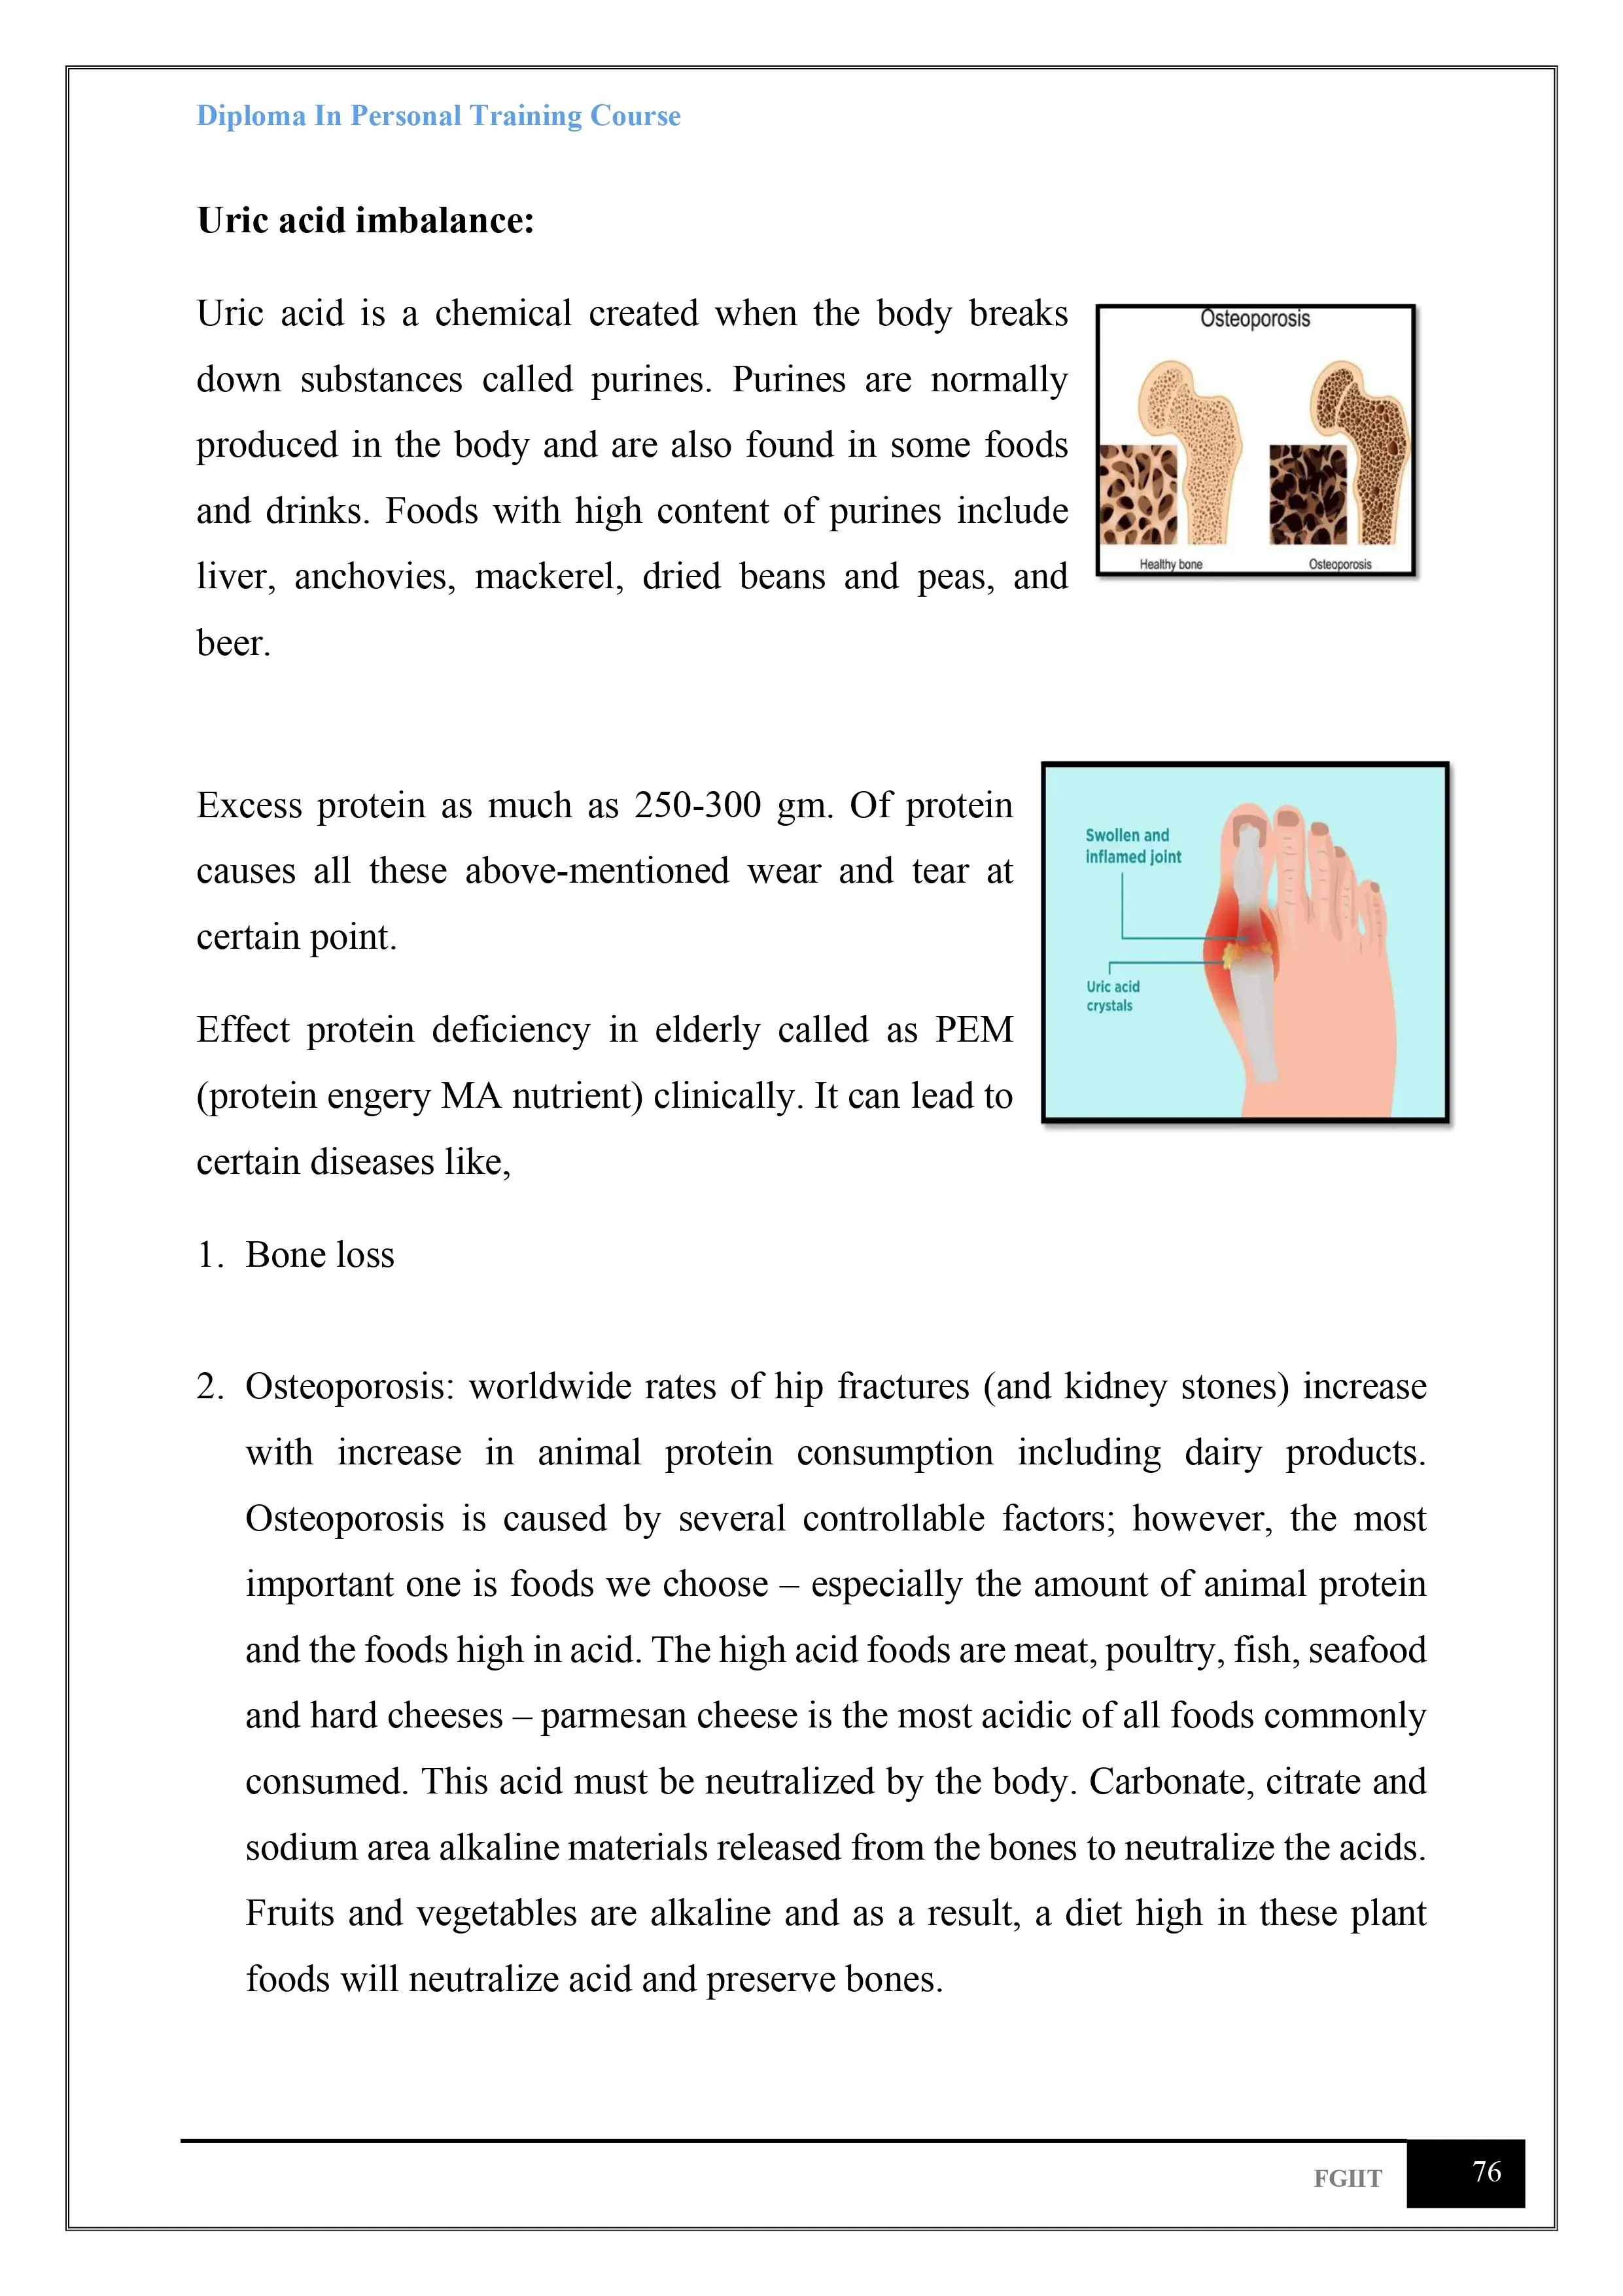 Diploma In Personal Training Course
Uric acid imbalance:
Uric acid is a chemical created when the body breaks
down substances called purines. Purines are normally
produced in the body and are also found in some foods
and drinks. Foods with high content of purines include
liver, anchovies, mackerel, dried beans and peas, and
beer.
Osteoporosis
Healthy bone
Osteoporosis
Excess protein as much as 250-300 gm. Of protein
causes all these above-mentioned wear and tear at
certain point.
Effect protein deficiency in elderly called as PEM
(protein engery MA nutrient) clinically. It can lead to
certain diseases like,
Swollen and
inflamed joint
Uric acid
crystals
1. Bone loss
2. Osteoporosis: worldwide rates of hip fractures (and kidney stones) increase
with increase in animal protein consumption including dairy products.
Osteoporosis is caused by several controllable factors; however, the most
important one is foods we choose – especially the amount of animal protein
and the foods high in acid. The high acid foods are meat, poultry, fish, seafood
and hard cheeses – parmesan cheese is the most acidic of all foods commonly
consumed. This acid must be neutralized by the body. Carbonate, citrate and
sodium area alkaline materials released from the bones to neutralize the acids.
Fruits and vegetables are alkaline and as a result, a diet high in these plant
foods will neutralize acid and preserve bones.
FGIIT
76